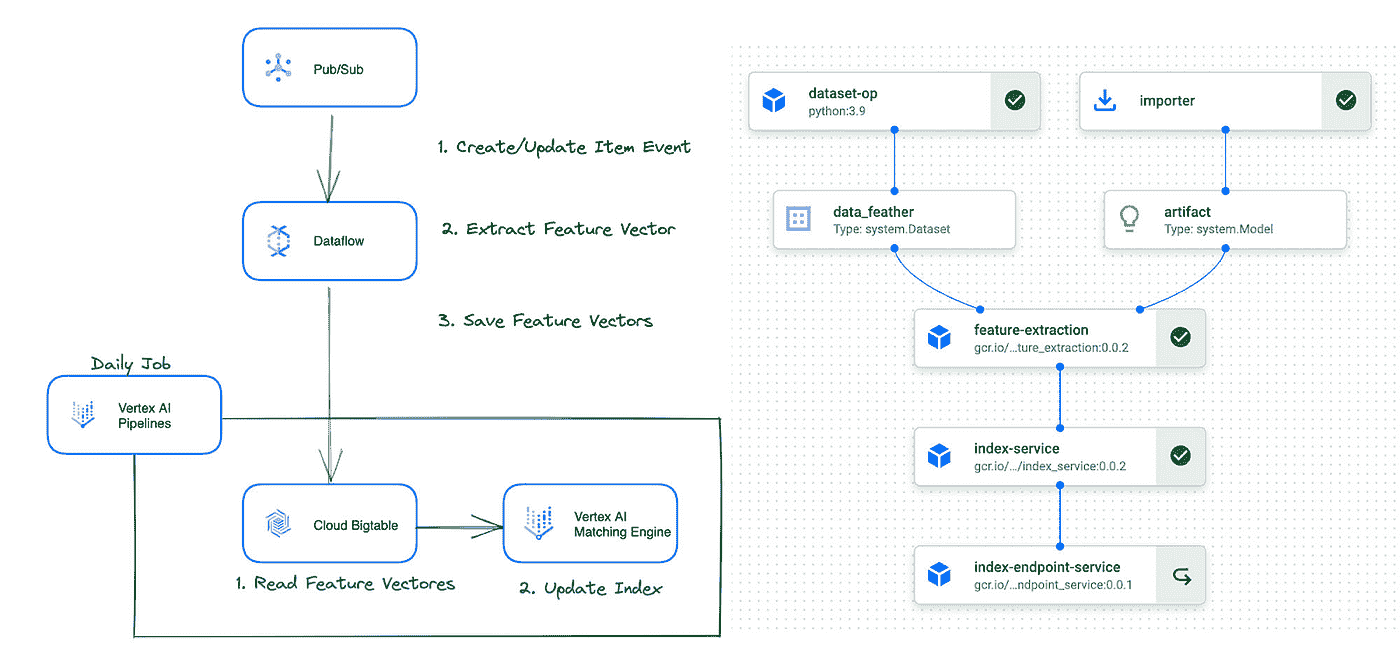 Pub/Sub
1. Create/Update Item Event
Dataflow
2. Extract Feature Vector
3. Save Feature Vectors
Daily Job
Vertex AI
Pipelines
Cloud Bigtable
Vertex AI
Matching Engine
1. Read Feature Vectores
2. Update Index
dataset-op
python:3.9
importer
data_feather
Type: system.Dataset
artifact
Type: system.Model
feature-extraction
gcr.io/...ture_extraction:0.0.2
index-service
gcr.io/.../index_service:0.0.2
index-endpoint-service
gcr.io/...ndpoint_service:0.0.1